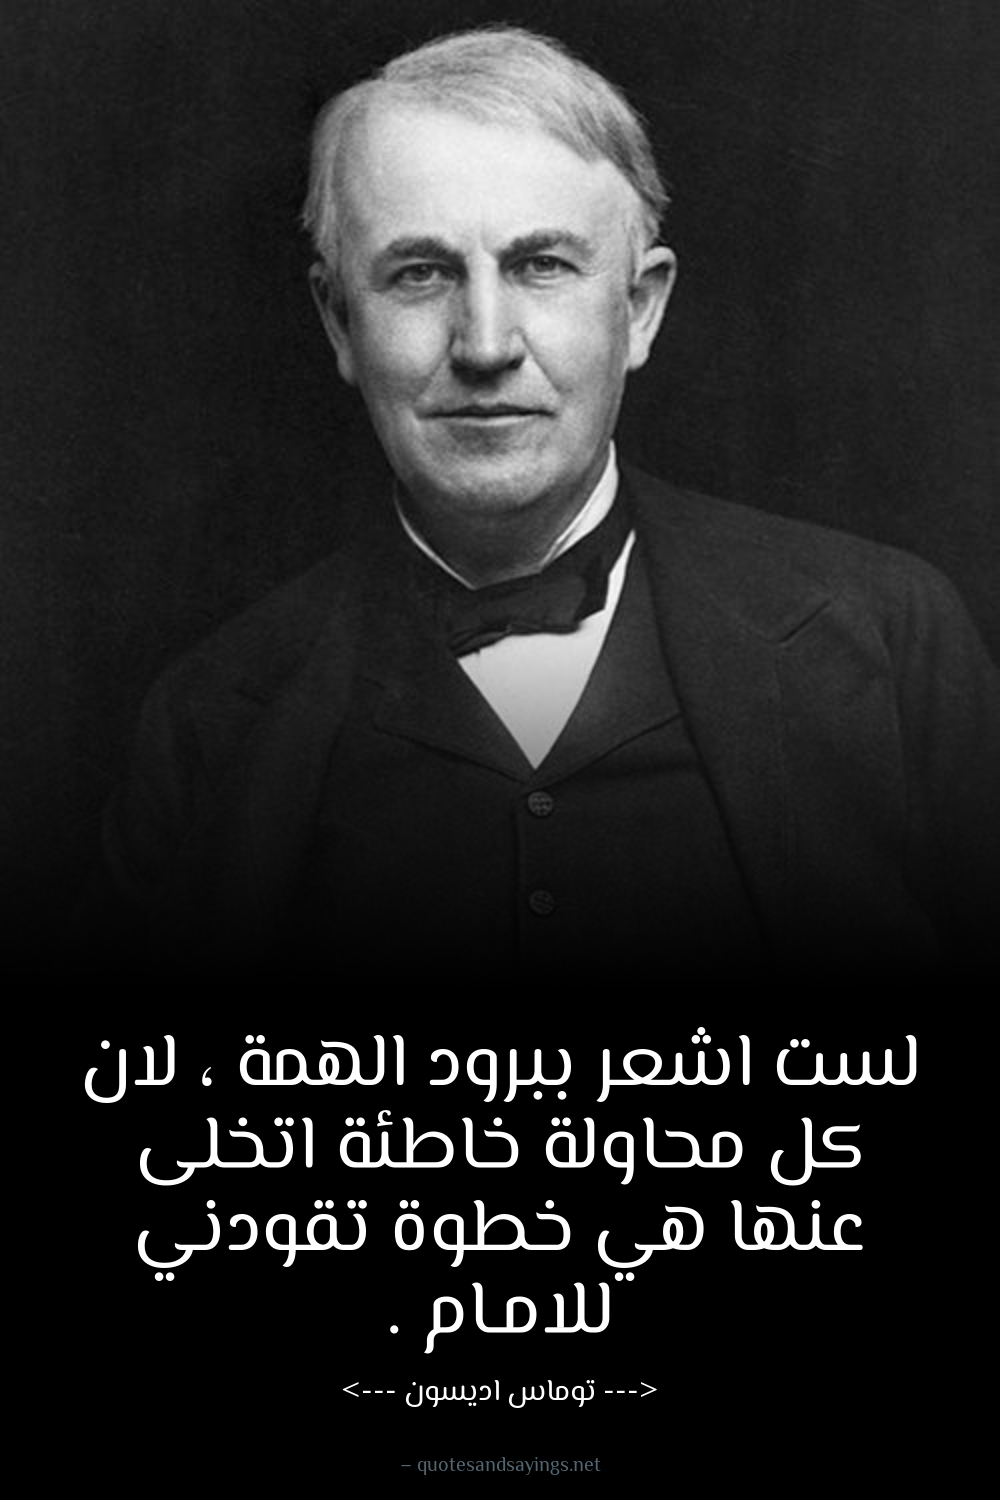 لست اشعر ببرود الهمة ، لان
كل محاولة خاطئة اتخلى
عنها هي خطوة تقودني
للامام .
<--- توماس اديسون --->
– quotesandsayings.net